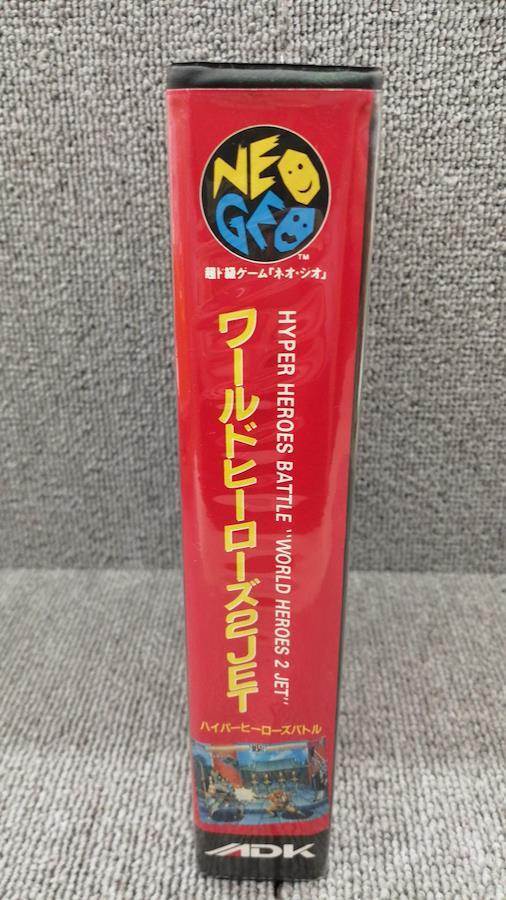 NEO
GEO
TM
超ド級ゲーム「ネオ・ジオ」
ワールドヒーローズ2JET
HYPER HEROES BATTLE "WORLD HEROES 2 JET"
ハイパーヒーローズバトル
ADK